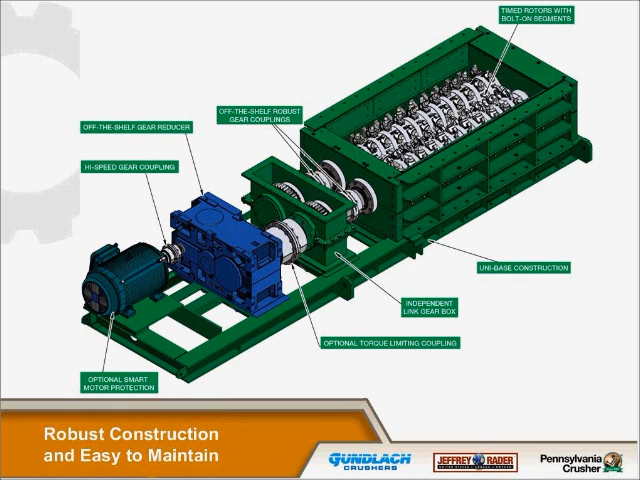 TIMED ROTORS WITH
BOLT-ON SEGMENTS
OFF-THE-SHELF ROBUST
GEAR COUPLINGS
OFF-THE-SHELF GEAR REDUCER
HI-SPEED GEAR COUPLING
UNI-BASE CONSTRUCTION
INDEPENDENT
LINK GEAR BOX
OPTIONAL TORQUE LIMITING COUPLING
OPTIONAL SMART
MOTOR PROTECTION
Robust Construction
and Easy to Maintain
GUNDLACH
CRUSHERS
JEFFREY RADER
Pennsylvania
Crusher